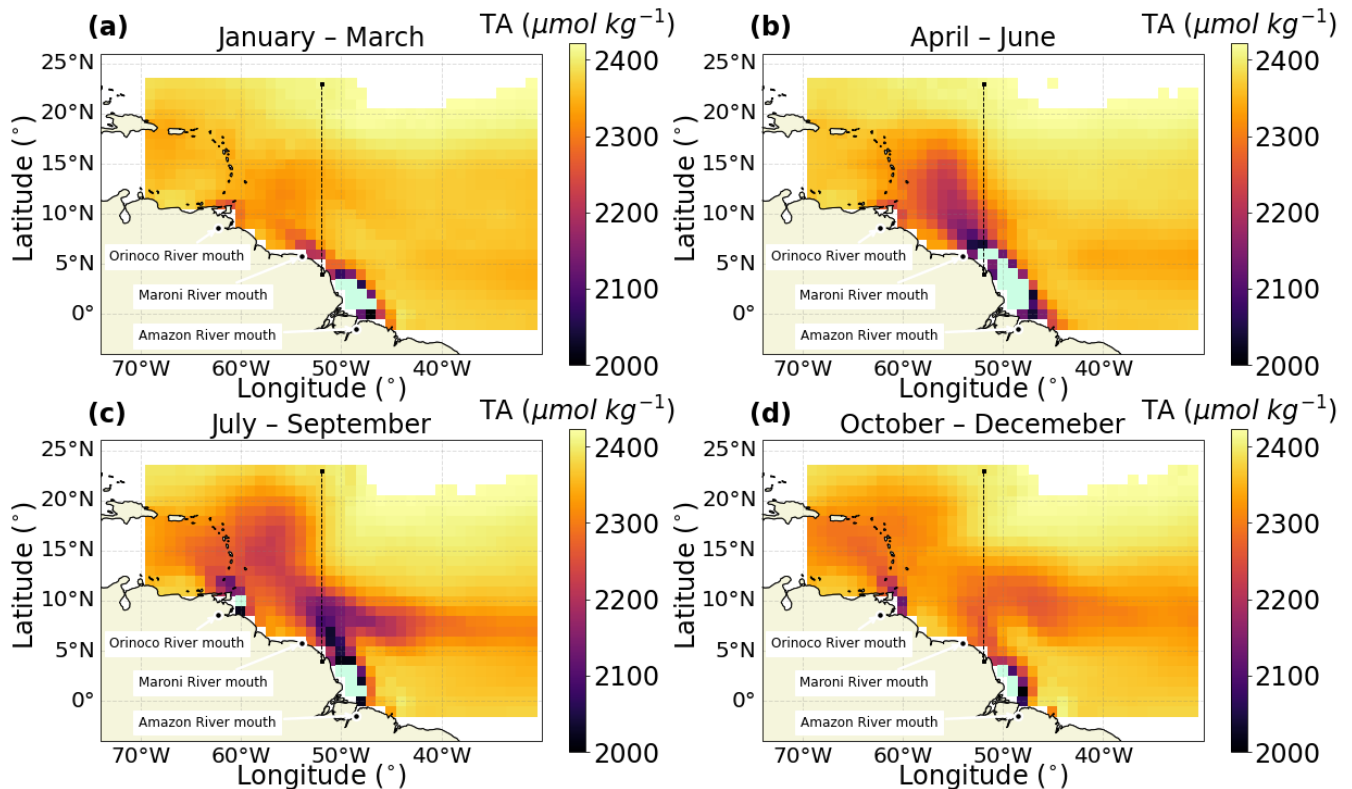 (a)
January – March
TA (μmol kg⁻¹)
25°N
20°N
15°N
10°N
5°N
0°
Latitude (°)
Orinoco River mouth
Maroni River mouth
Amazon River mouth
70°W 60°W 50°W 40°W
Longitude (°)
2400
2300
2200
2100
2000
(b)
April – June
TA (μmol kg⁻¹)
25°N
20°N
15°N
10°N
5°N
0°
Latitude (°)
Orinoco River mouth
Maroni River mouth
Amazon River mouth
70°W 60°W 50°W 40°W
Longitude (°)
2400
2300
2200
2100
2000
(c)
July – September
TA (μmol kg⁻¹)
25°N
20°N
15°N
10°N
5°N
0°
Latitude (°)
Orinoco River mouth
Maroni River mouth
Amazon River mouth
70°W 60°W 50°W 40°W
Longitude (°)
2400
2300
2200
2100
2000
(d)
October – Decemeber
TA (μmol kg⁻¹)
25°N
20°N
15°N
10°N
5°N
0°
Latitude (°)
Orinoco River mouth
Maroni River mouth
Amazon River mouth
70°W 60°W 50°W 40°W
Longitude (°)
2400
2300
2200
2100
2000